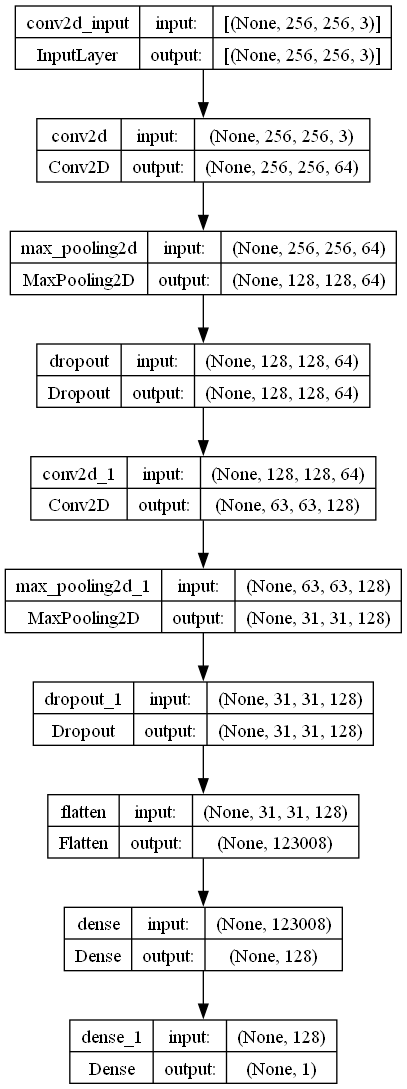 conv2d_input input: [(None, 256, 256, 3)]
InputLayer output: [(None, 256, 256, 3)]
conv2d input: (None, 256, 256, 3)
Conv2D output: (None, 256, 256, 64)
max_pooling2d input: (None, 256, 256, 64)
MaxPooling2D output: (None, 128, 128, 64)
dropout input: (None, 128, 128, 64)
Dropout output: (None, 128, 128, 64)
conv2d_1 input: (None, 128, 128, 64)
Conv2D output: (None, 63, 63, 128)
max_pooling2d_1 input: (None, 63, 63, 128)
MaxPooling2D output: (None, 31, 31, 128)
dropout_1 input: (None, 31, 31, 128)
Dropout output: (None, 31, 31, 128)
flatten input: (None, 31, 31, 128)
Flatten output: (None, 123008)
dense input: (None, 123008)
Dense output: (None, 128)
dense_1 input: (None, 128)
Dense output: (None, 1)